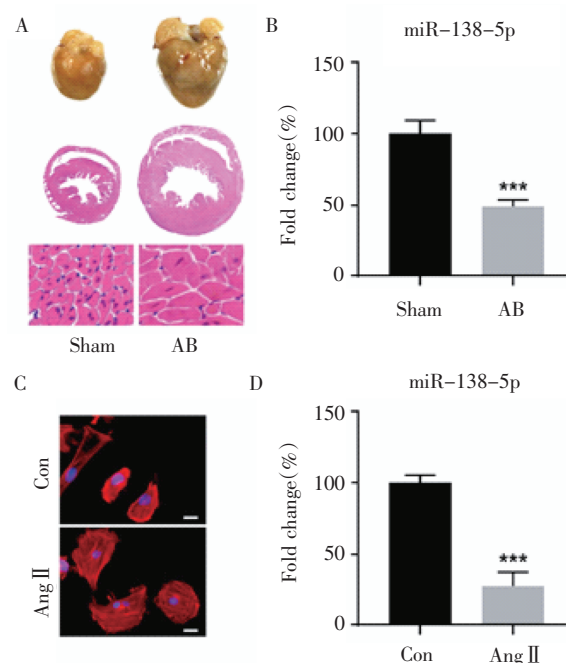 A
Sham AB
B
miR-138-5p
Fold change(%)
150
100
50
0
***
Sham AB
C
Con
Ang Ⅱ
D
miR-138-5p
Fold change(%)
150
100
50
0
***
Con Ang Ⅱ